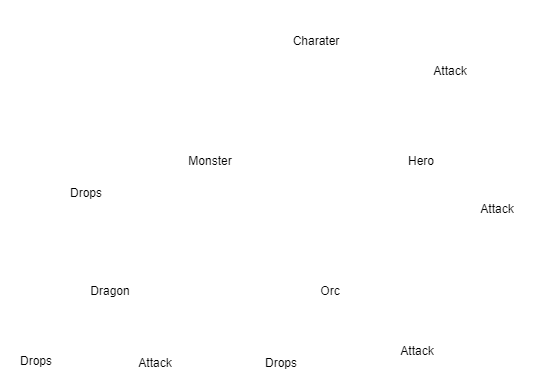 Charater
Attack
Monster
Hero
Drops
Attack
Dragon
Orc
Drops
Attack
Drops
Attack